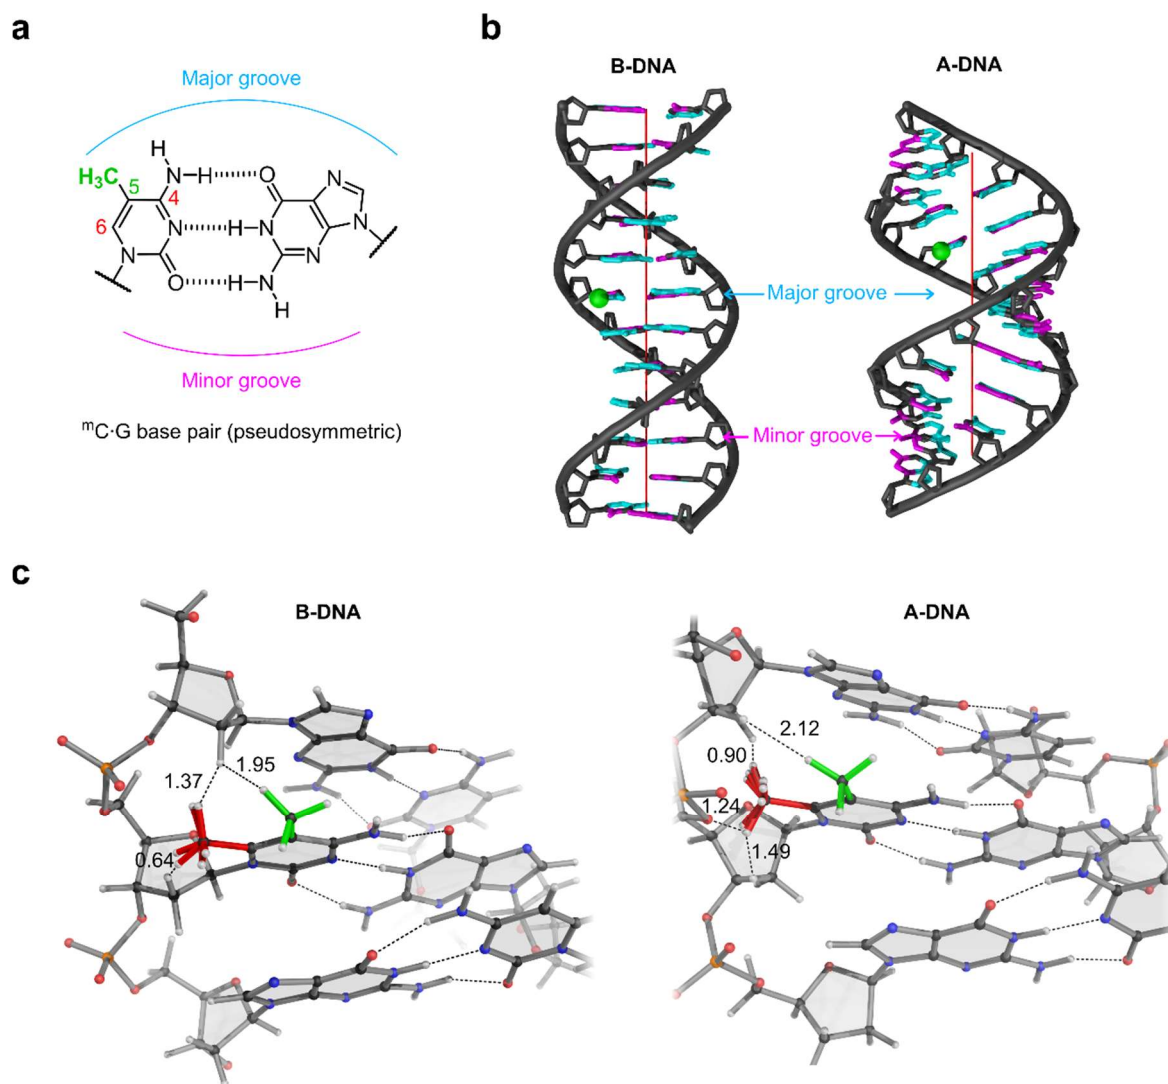 a
Major groove
H
H₃C
N
H
O
N
5
4
6
N
H
N
N
N
N
O
H
N
H
Minor groove
ᵐC·G base pair (pseudosymmetric)
b
B-DNA
A-DNA
Major groove
Minor groove
c
B-DNA
A-DNA
1.37
1.95
0.64
2.12
0.90
1.24
1.49